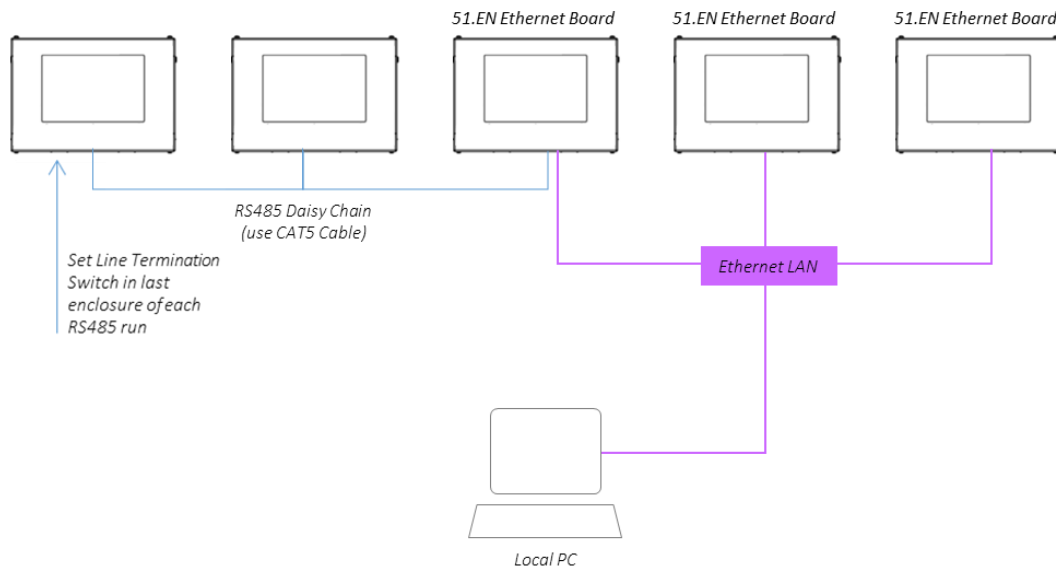 51.EN Ethernet Board
51.EN Ethernet Board
51.EN Ethernet Board
RS485 Daisy Chain
(use CAT5 Cable)
Set Line Termination
Switch in last
enclosure of each
RS485 run
Ethernet LAN
Local PC